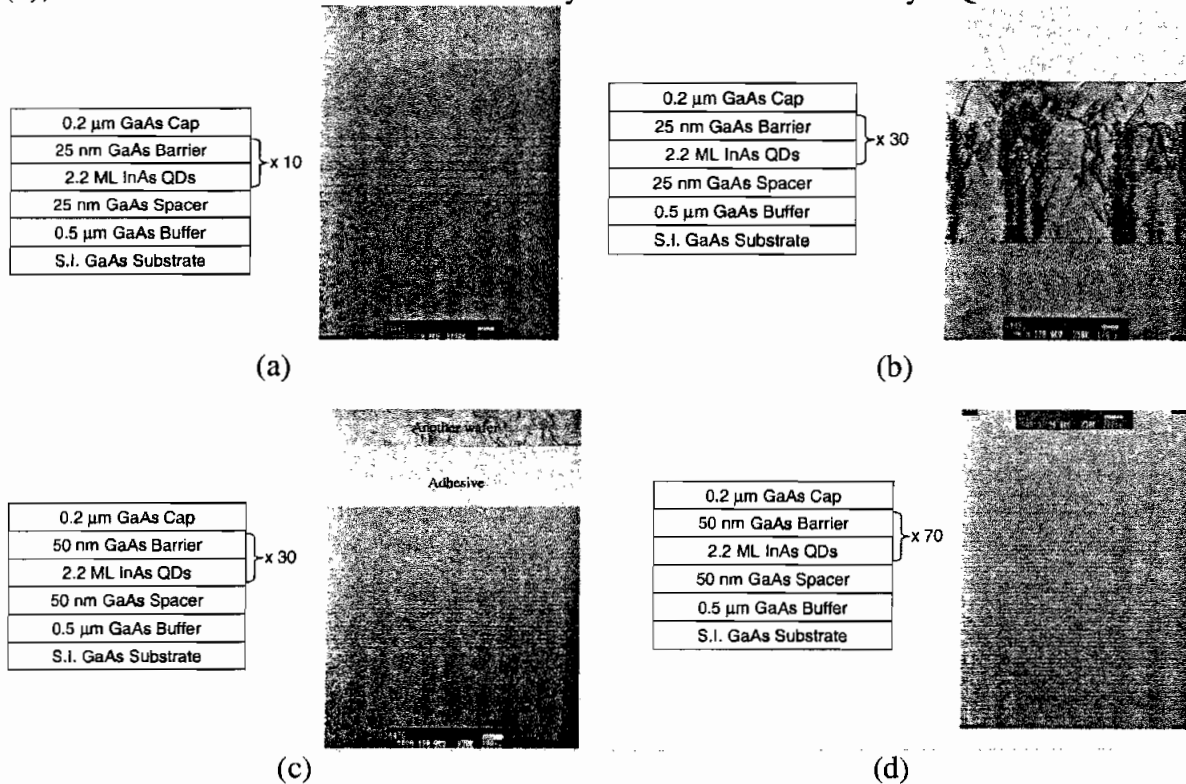 0.2 µm GaAs Cap
25 nm GaAs Barrier
2.2 ML InAs QDs
x 10
25 nm GaAs Spacer
0.5 µm GaAs Buffer
S.I. GaAs Substrate
(a)
0.2 µm GaAs Cap
25 nm GaAs Barrier
2.2 ML InAs QDs
x 30
25 nm GaAs Spacer
0.5 µm GaAs Buffer
S.I. GaAs Substrate
(b)
Another wafer
Adhesive
0.2 µm GaAs Cap
50 nm GaAs Barrier
2.2 ML InAs QDs
x 30
50 nm GaAs Spacer
0.5 µm GaAs Buffer
S.I. GaAs Substrate
(c)
0.2 µm GaAs Cap
50 nm GaAs Barrier
2.2 ML InAs QDs
x 70
50 nm GaAs Spacer
0.5 µm GaAs Buffer
S.I. GaAs Substrate
(d)